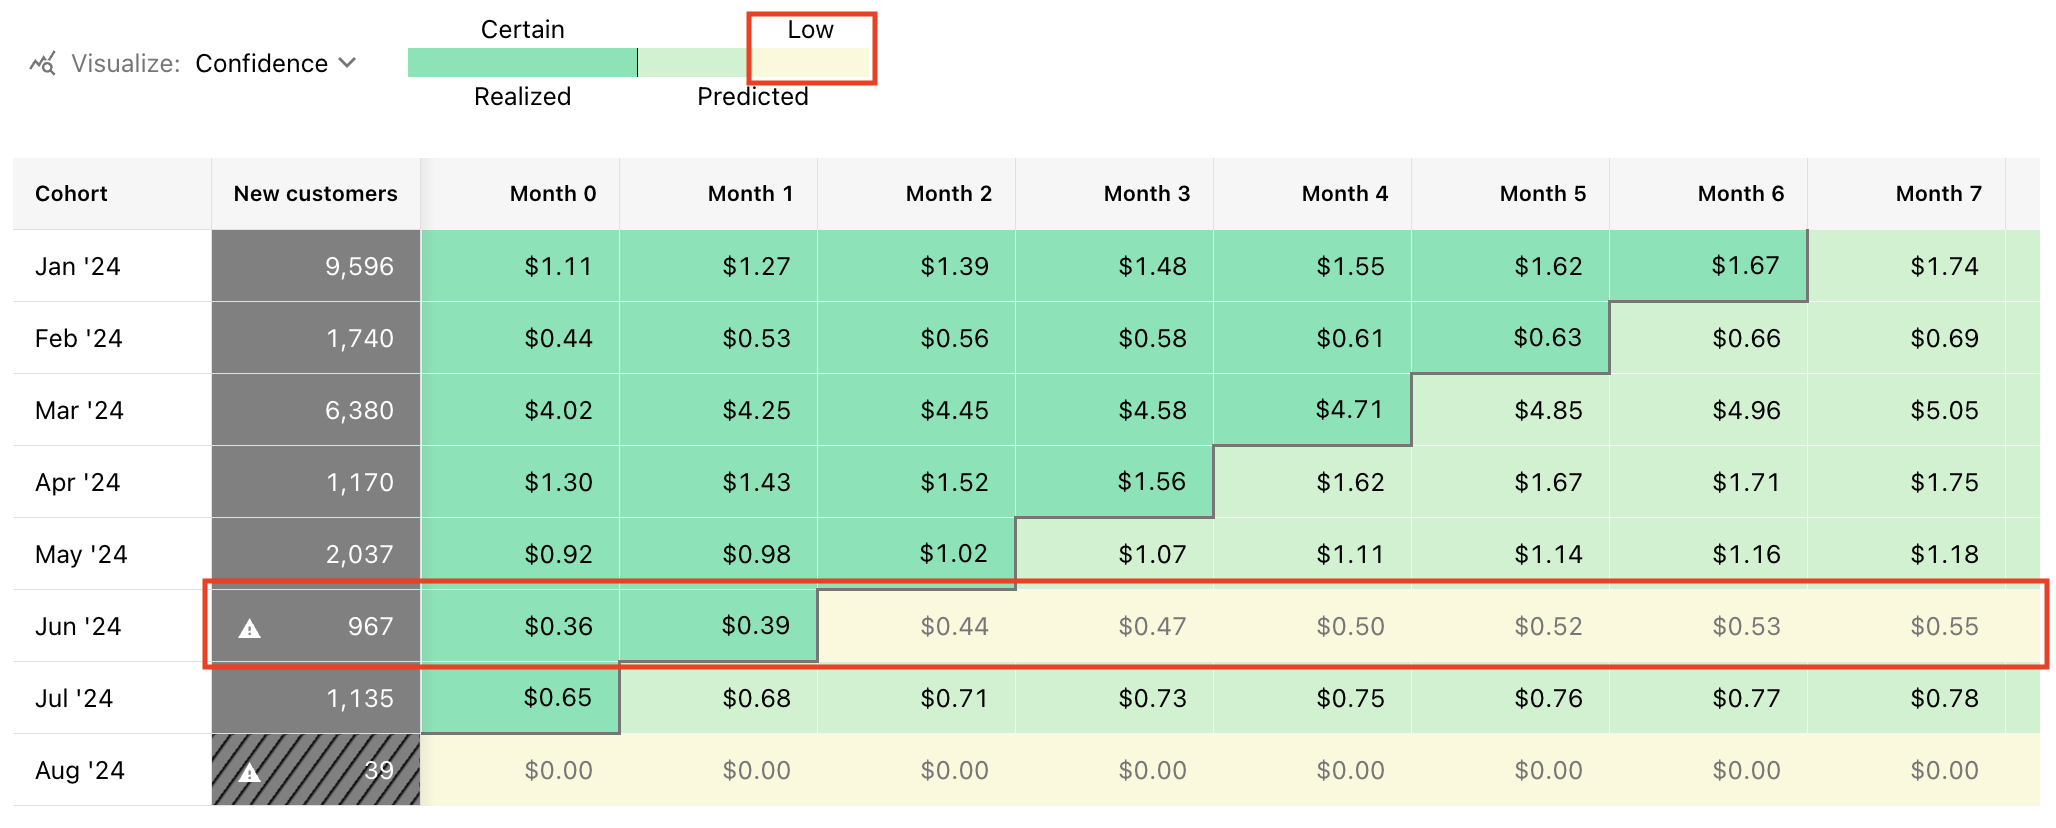 Certain Low
Visualize: Confidence
Realized Predicted
Cohort New customers Month 0 Month 1 Month 2 Month 3 Month 4 Month 5 Month 6 Month 7
Jan '24 9,596 $1.11 $1.27 $1.39 $1.48 $1.55 $1.62 $1.67 $1.74
Feb '24 1,740 $0.44 $0.53 $0.56 $0.58 $0.61 $0.63 $0.66 $0.69
Mar '24 6,380 $4.02 $4.25 $4.45 $4.58 $4.71 $4.85 $4.96 $5.05
Apr '24 1,170 $1.30 $1.43 $1.52 $1.56 $1.62 $1.67 $1.71 $1.75
May '24 2,037 $0.92 $0.98 $1.02 $1.07 $1.11 $1.14 $1.16 $1.18
Jun '24 967 $0.36 $0.39 $0.44 $0.47 $0.50 $0.52 $0.53 $0.55
Jul '24 1,135 $0.65 $0.68 $0.71 $0.73 $0.75 $0.76 $0.77 $0.78
Aug '24 39 $0.00 $0.00 $0.00 $0.00 $0.00 $0.00 $0.00 $0.00